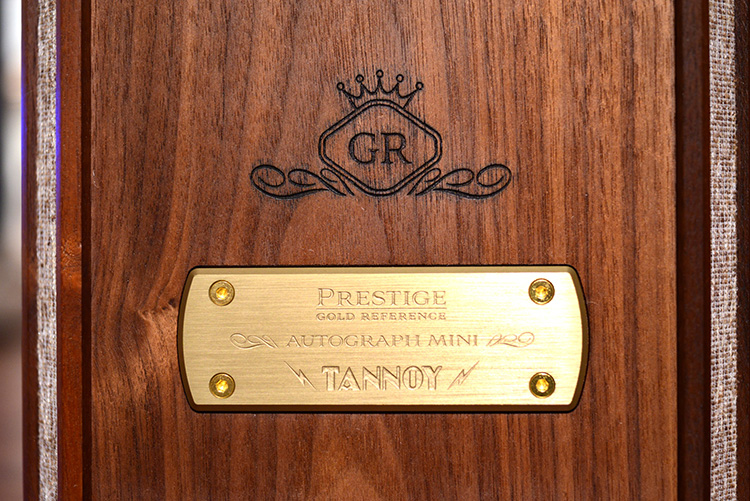 GR
PRESTIGE
GOLD REFERENCE
AUTOGRAPH MINI
TANNOY